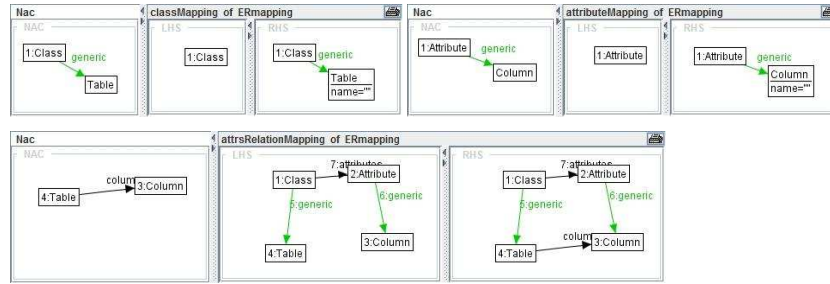 Nac
classMapping of ERmapping
NAC
1:Class
generic
Table
LHS
1:Class
RHS
1:Class
generic
Table
name=""
Nac
attributeMapping of ERmapping
NAC
1:Attribute
generic
Column
LHS
1:Attribute
RHS
1:Attribute
generic
Column
name=""
Nac
attrsRelationMapping of ERmapping
NAC
4:Table
colum
3:Column
LHS
7:attributes
1:Class
2:Attribute
5:generic
6:generic
4:Table
3:Column
RHS
7:attributes
1:Class
2:Attribute
5:generic
6:generic
4:Table
colum
3:Column